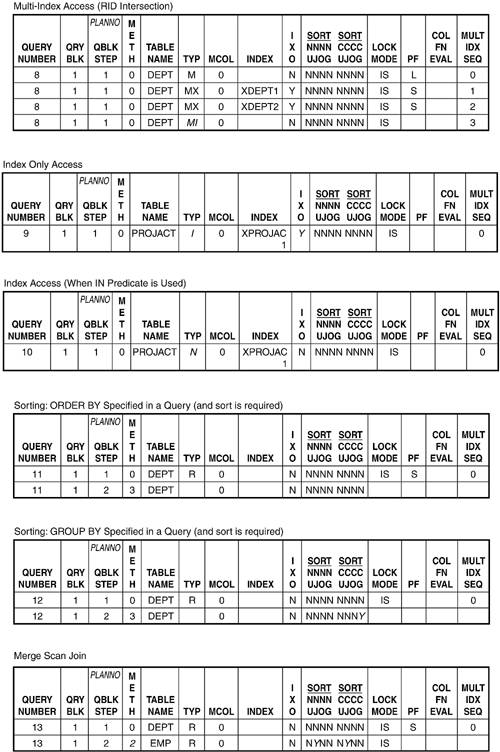 Multi-Index Access (RID Intersection)
QUERY NUMBER QRY BLK PLANNO QBLK STEP METH TABLE NAME TYP MCOL INDEX IXO SORT NNNN UJOG SORT CCCC UJOG LOCK MODE PF COL FN EVAL MULT IDX SEQ
8 1 1 0 DEPT M 0 N NNNN NNNN IS L 0
8 1 1 0 DEPT MX 0 XDEPT1 Y NNNN NNNN IS S 1
8 1 1 0 DEPT MX 0 XDEPT2 Y NNNN NNNN IS S 2
8 1 1 0 DEPT MI 0 N NNNN NNNN IS 3
Index Only Access
QUERY NUMBER QRY BLK PLANNO QBLK STEP METH TABLE NAME TYP MCOL INDEX IXO SORT NNNN UJOG SORT CCCC UJOG LOCK MODE PF COL FN EVAL MULT IDX SEQ
9 1 1 0 PROJACT I 0 XPROJAC1 Y NNNN NNNN IS 0
Index Access (When IN Predicate is Used)
QUERY NUMBER QRY BLK PLANNO QBLK STEP METH TABLE NAME TYP MCOL INDEX IXO SORT NNNN UJOG SORT CCCC UJOG LOCK MODE PF COL FN EVAL MULT IDX SEQ
10 1 1 0 PROJACT N 0 XPROJAC1 N NNNN NNNN IS 0
Sorting: ORDER BY Specified in a Query (and sort is required)
QUERY NUMBER QRY BLK PLANNO QBLK STEP METH TABLE NAME TYP MCOL INDEX IXO SORT NNNN UJOG SORT CCCC UJOG LOCK MODE PF COL FN EVAL MULT IDX SEQ
11 1 1 0 DEPT R 0 N NNNN NNNN IS S 0
11 1 2 3 DEPT 0 N NNNN NNNN
Sorting: GROUP BY Specified in a Query (and sort is required)
QUERY NUMBER QRY BLK PLANNO QBLK STEP METH TABLE NAME TYP MCOL INDEX IXO SORT NNNN UJOG SORT CCCC UJOG LOCK MODE PF COL FN EVAL MULT IDX SEQ
12 1 1 0 DEPT R 0 N NNNN NNNN IS 0
12 1 2 3 DEPT 0 N NNNN NNNY
Merge Scan Join
QUERY NUMBER QRY BLK PLANNO QBLK STEP METH TABLE NAME TYP MCOL INDEX IXO SORT NNNN UJOG SORT CCCC UJOG LOCK MODE PF COL FN EVAL MULT IDX SEQ
13 1 1 0 DEPT R 0 N NNNN NNNN IS S 0
13 1 2 2 EMP R 0 N NYNN NYNN IS